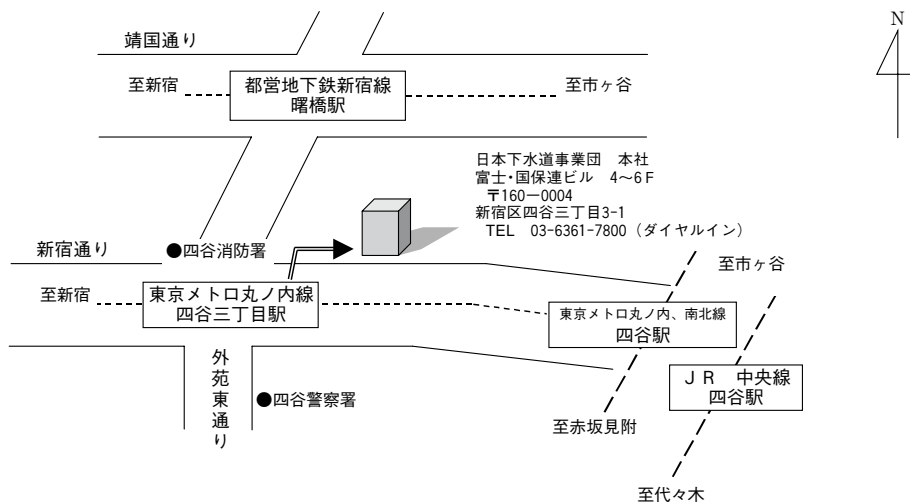 靖国通り
N
至新宿
都営地下鉄新宿線
曙橋駅
至市ヶ谷
日本下水道事業団　本社
富士・国保連ビル　4〜6F
〒160−0004
新宿区四谷三丁目3-1
TEL　03-6361-7800（ダイヤルイン）
新宿通り
●四谷消防署
至市ヶ谷
至新宿
東京メトロ丸ノ内線
四谷三丁目駅
東京メトロ丸ノ内、南北線
四谷駅
外苑東通り
ＪＲ　中央線
四谷駅
●四谷警察署
至赤坂見附
至代々木